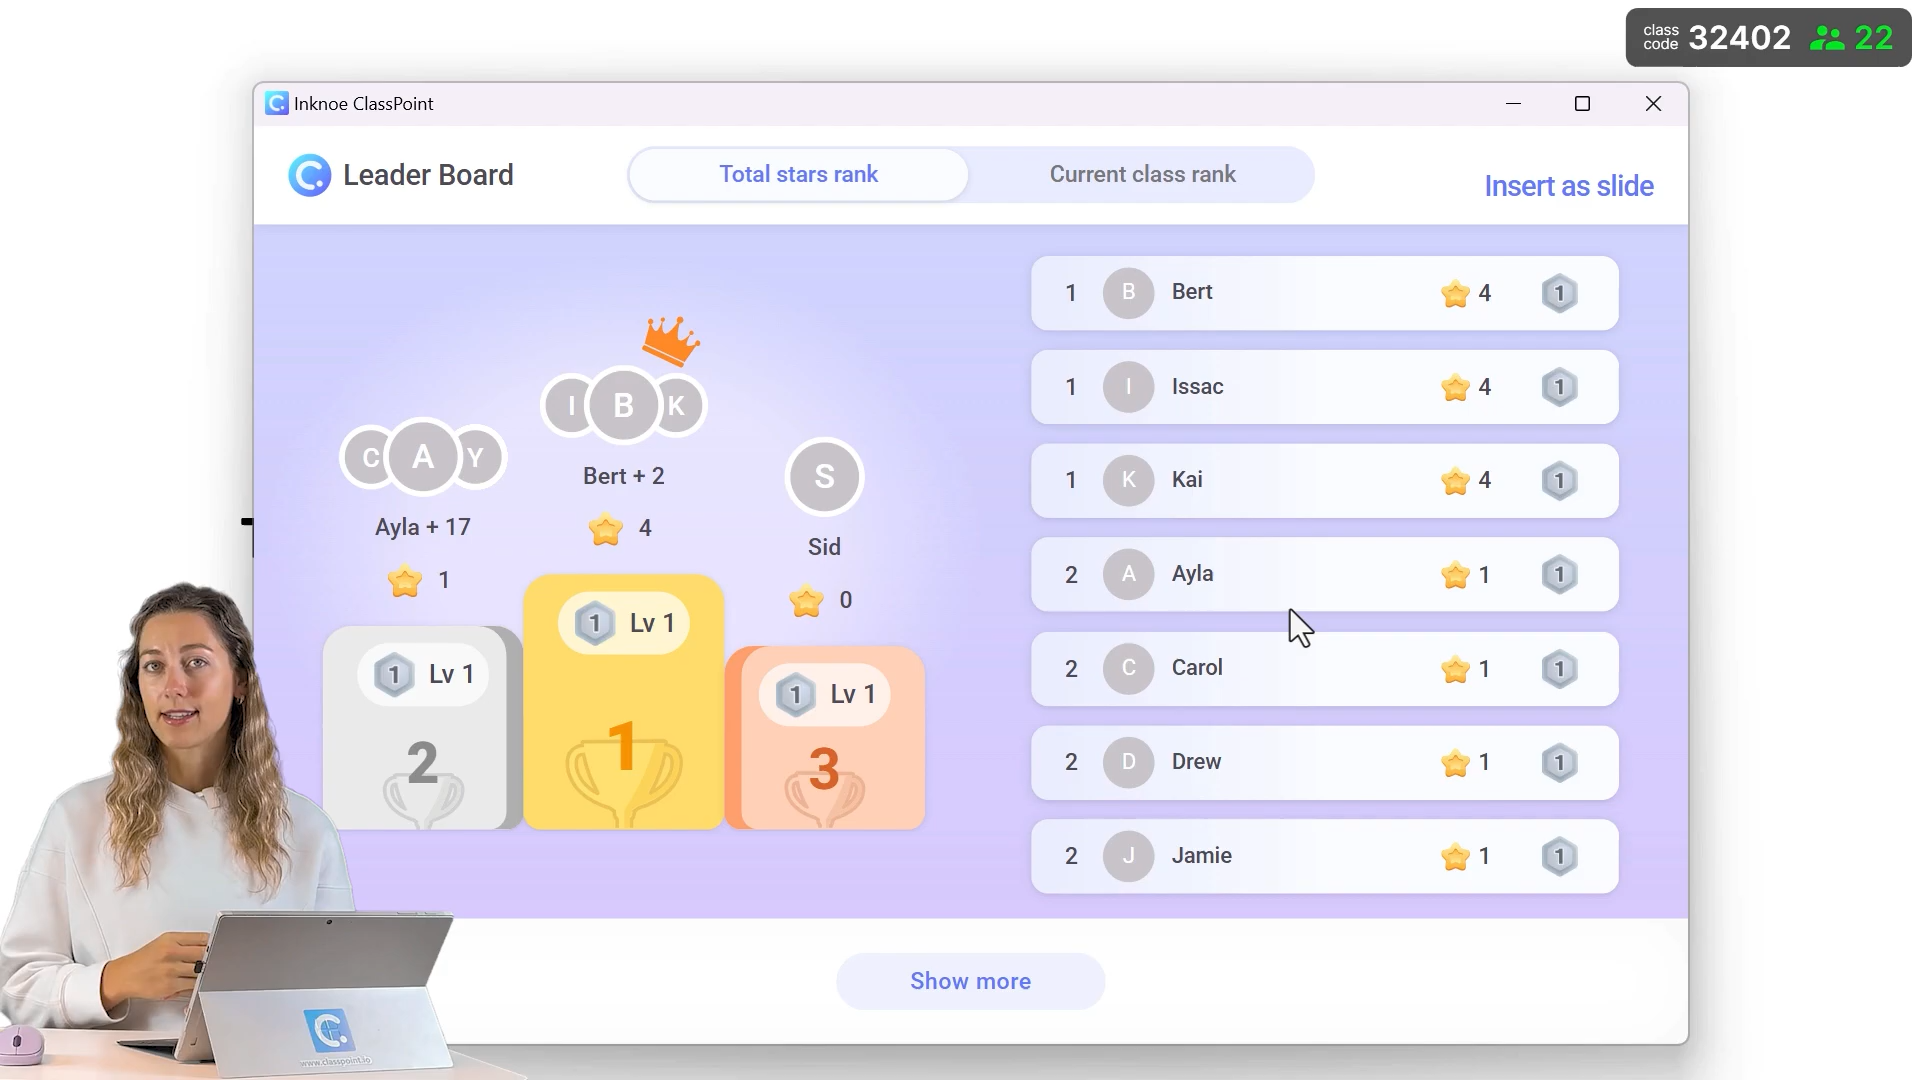 class
code 32402 22
Inknoe ClassPoint
Leader Board
Total stars rank
Current class rank
Insert as slide
I B K
Bert + 2
4
C A Y
Ayla + 17
1
S
Sid
0
1 Lv 1
1
1 Lv 1
2
1 Lv 1
3
1 B Bert 4 1
1 I Issac 4 1
1 K Kai 4 1
2 A Ayla 1 1
2 C Carol 1 1
2 D Drew 1 1
2 J Jamie 1 1
Show more
www.classpoint.io